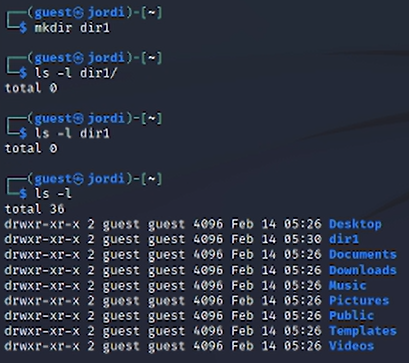 ┌──(guest㉿jordi)-[~]
└─$ mkdir dir1
┌──(guest㉿jordi)-[~]
└─$ ls -l dir1/
total 0
┌──(guest㉿jordi)-[~]
└─$ ls -l dir1
total 0
┌──(guest㉿jordi)-[~]
└─$ ls -l
total 36
drwxr-xr-x 2 guest guest 4096 Feb 14 05:26 Desktop
drwxr-xr-x 2 guest guest 4096 Feb 14 05:30 dir1
drwxr-xr-x 2 guest guest 4096 Feb 14 05:26 Documents
drwxr-xr-x 2 guest guest 4096 Feb 14 05:26 Downloads
drwxr-xr-x 2 guest guest 4096 Feb 14 05:26 Music
drwxr-xr-x 2 guest guest 4096 Feb 14 05:26 Pictures
drwxr-xr-x 2 guest guest 4096 Feb 14 05:26 Public
drwxr-xr-x 2 guest guest 4096 Feb 14 05:26 Templates
drwxr-xr-x 2 guest guest 4096 Feb 14 05:26 Videos